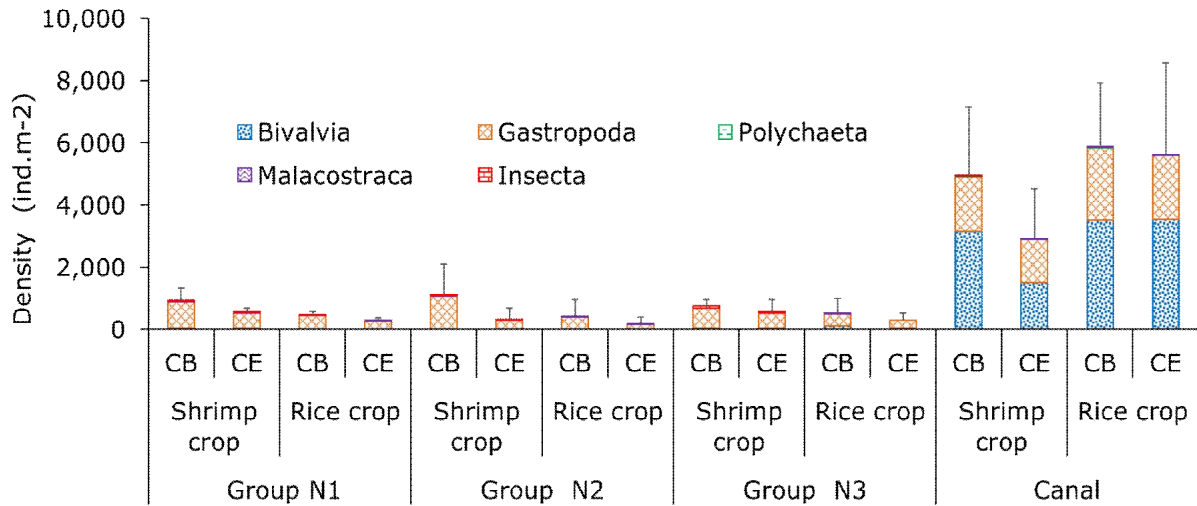 10,000
8,000
6,000
4,000
2,000
0
Density (ind.m-2)
Bivalvia Gastropoda Polychaeta
Malacostraca Insecta
CB CE CB CE CB CE CB CE CB CE CB CE CB CE CB CE
Shrimp crop Rice crop Shrimp crop Rice crop Shrimp crop Rice crop Shrimp crop Rice crop
Group N1 Group N2 Group N3 Canal